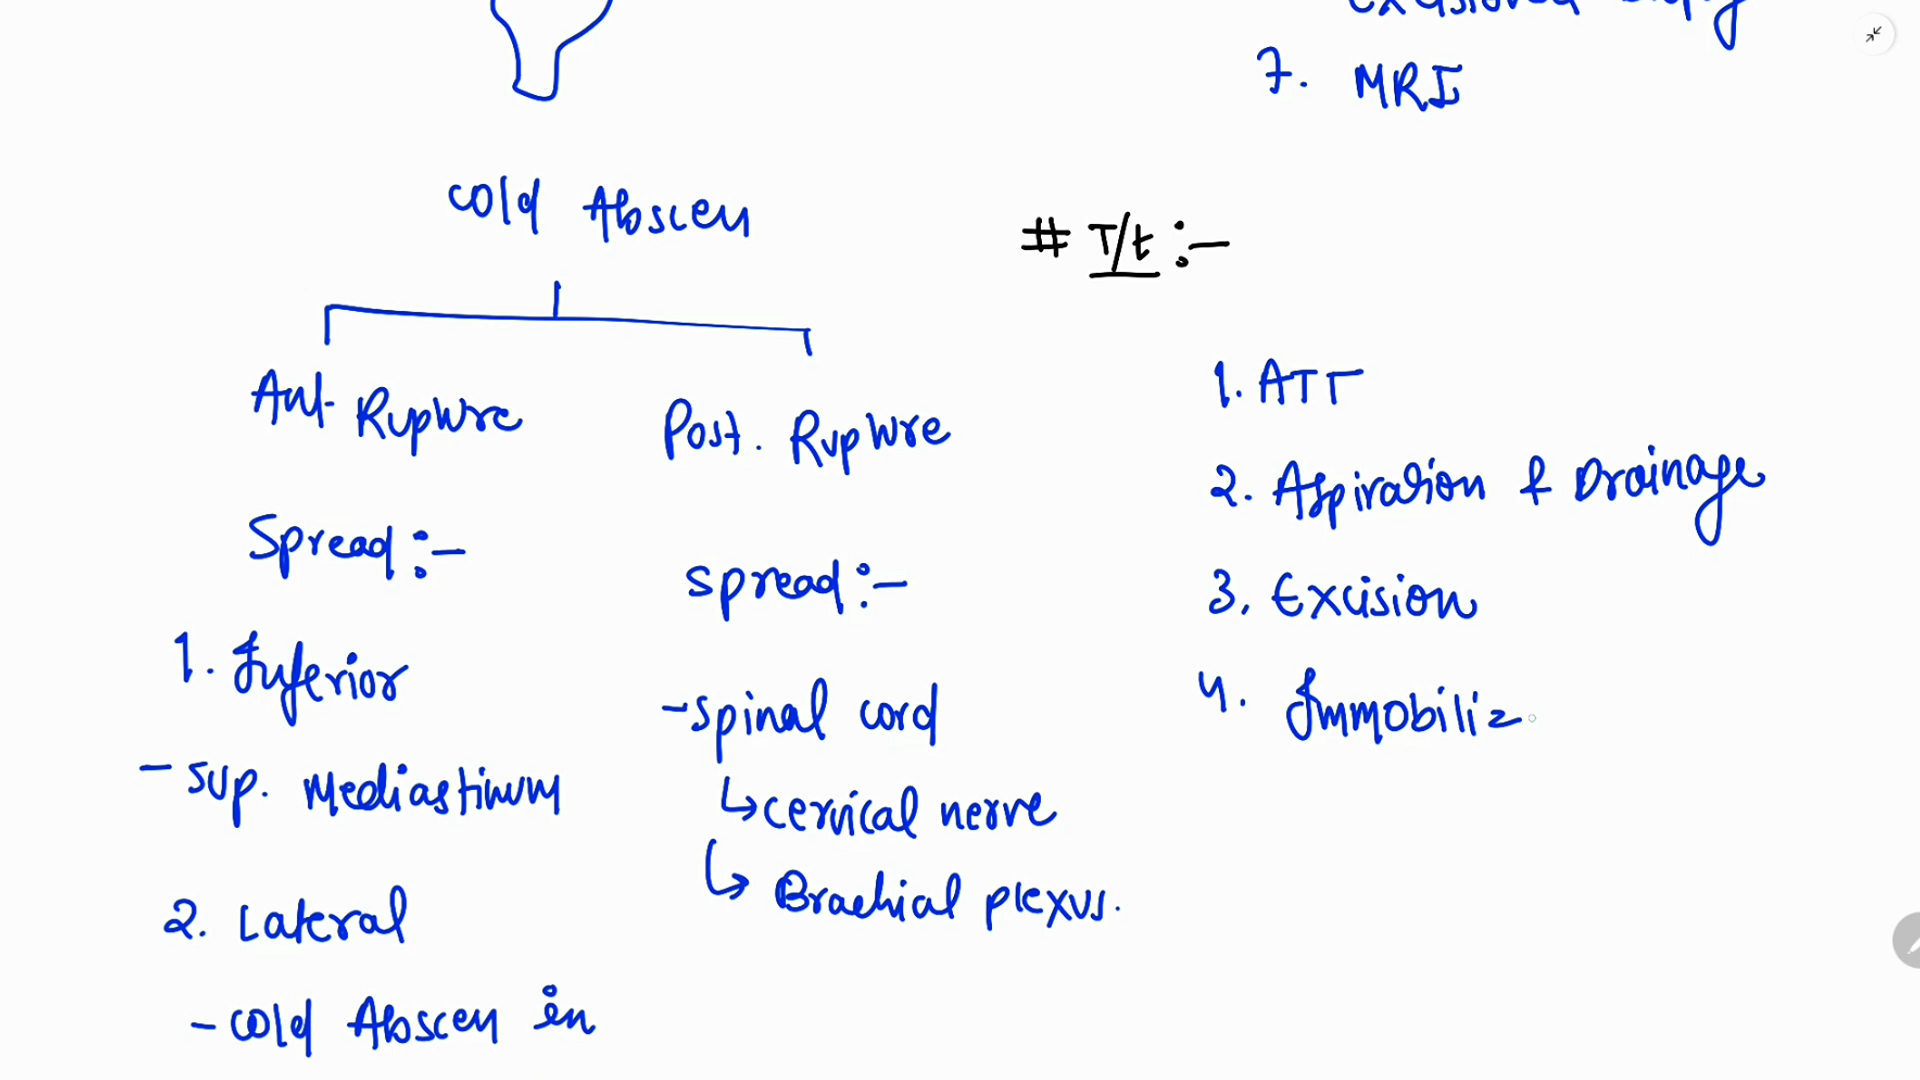 7. MRI
Cold Abscess
# T/t :-
Ant. Rupture
Post. Rupture
1. ATT
2. Aspiration & Drainage
Spread :-
spread :-
3. Excision
1. Inferior
- spinal cord
4. Immobiliz
- sup. Mediastinum
↳ cervical nerve
↳ Brachial plexus.
2. Lateral
- cold Abscess in